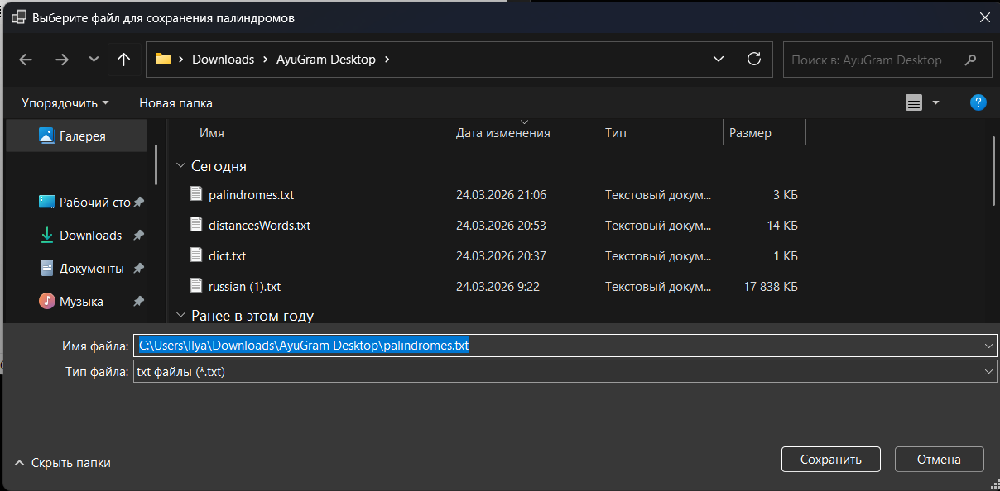 Выберите файл для сохранения палиндромов
Downloads > AyuGram Desktop >
Поиск в: AyuGram Desktop
Упорядочить
Новая папка
?
Галерея
Рабочий сто
Downloads
Документы
Музыка
Имя Дата изменения Тип Размер
Сегодня
palindromes.txt 24.03.2026 21:06 Текстовый докум... 3 КБ
distancesWords.txt 24.03.2026 20:53 Текстовый докум... 14 КБ
dict.txt 24.03.2026 20:37 Текстовый докум... 1 КБ
russian (1).txt 24.03.2026 9:22 Текстовый докум... 17 838 КБ
Ранее в этом году
Имя файла: C:\Users\Ilya\Downloads\AyuGram Desktop\palindromes.txt
Тип файла: txt файлы (*.txt)
Скрыть папки
Сохранить
Отмена